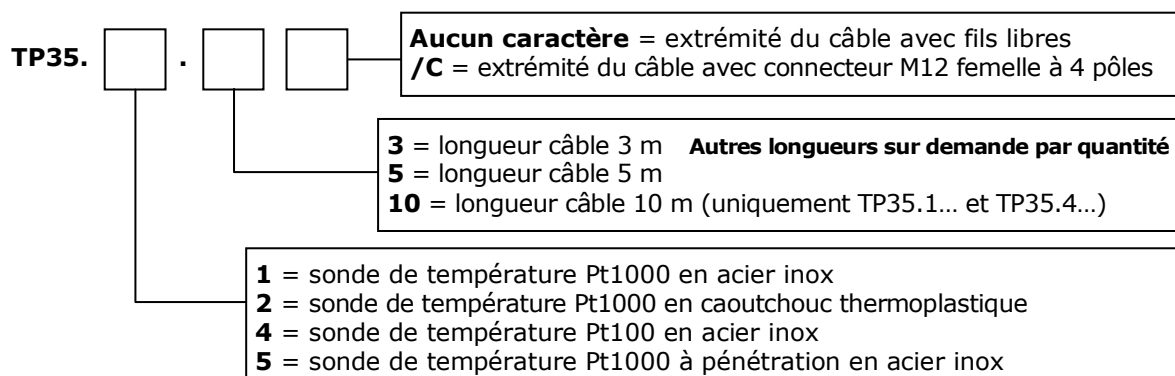 TP35. .
Aucun caractère = extrémité du câble avec fils libres
/C = extrémité du câble avec connecteur M12 femelle à 4 pôles
3 = longueur câble 3 m Autres longueurs sur demande par quantité
5 = longueur câble 5 m
10 = longueur câble 10 m (uniquement TP35.1... et TP35.4...)
1 = sonde de température Pt1000 en acier inox
2 = sonde de température Pt1000 en caoutchouc thermoplastique
4 = sonde de température Pt100 en acier inox
5 = sonde de température Pt1000 à pénétration en acier inox